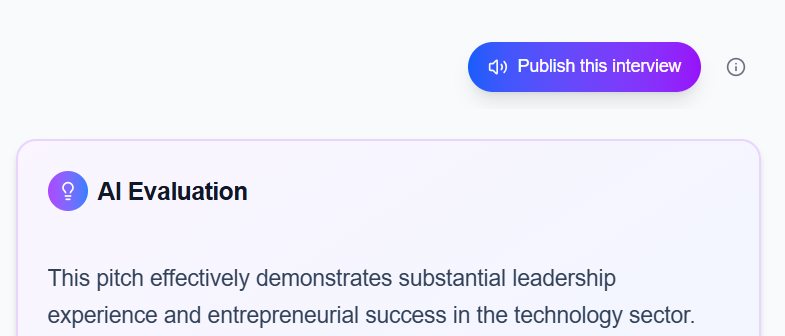 Publish this interview
AI Evaluation
This pitch effectively demonstrates substantial leadership
experience and entrepreneurial success in the technology sector.